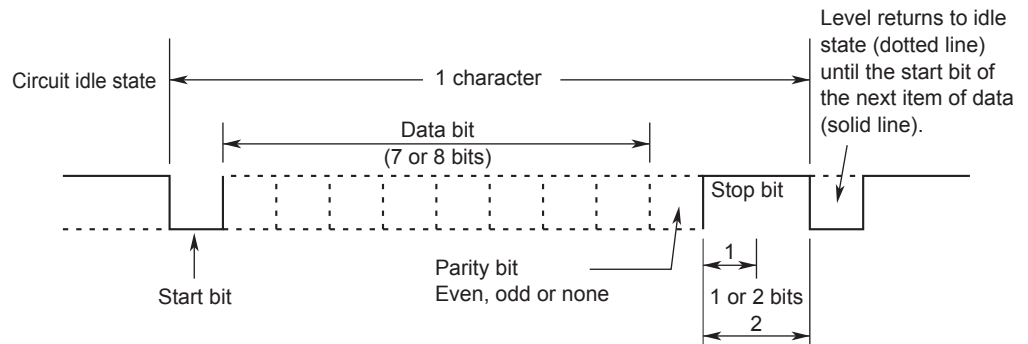 Level returns to idle
state (dotted line)
until the start bit of
the next item of data
(solid line).
Circuit idle state
1 character
Data bit
(7 or 8 bits)
Stop bit
1
Parity bit
Even, odd or none
Start bit
1 or 2 bits
2